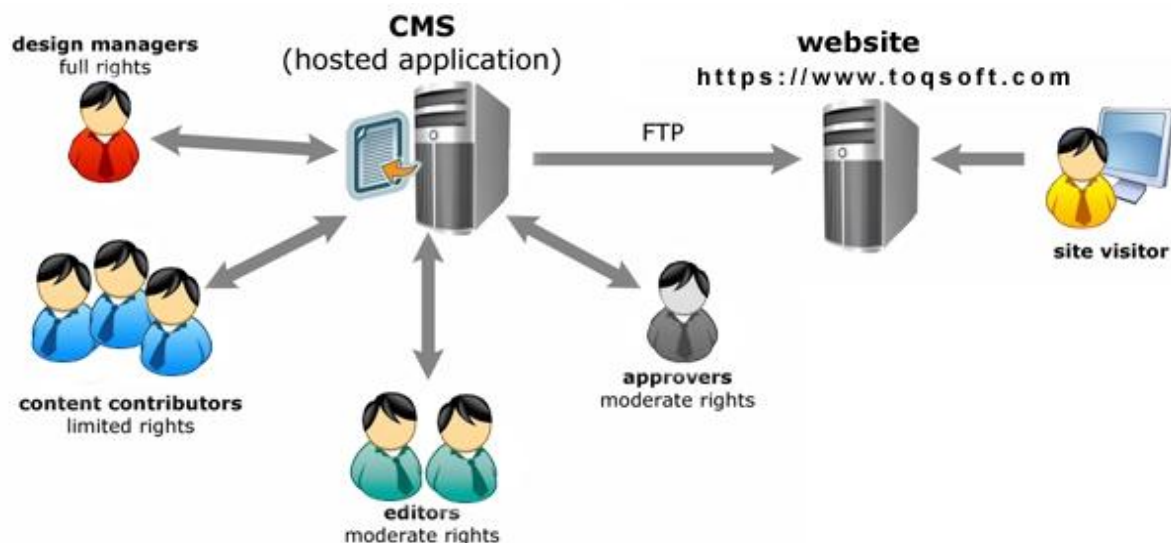 CMS
(hosted application)
design managers
full rights
website
https://www.toqsoft.com
FTP
site visitor
content contributors
limited rights
approvers
moderate rights
editors
moderate rights